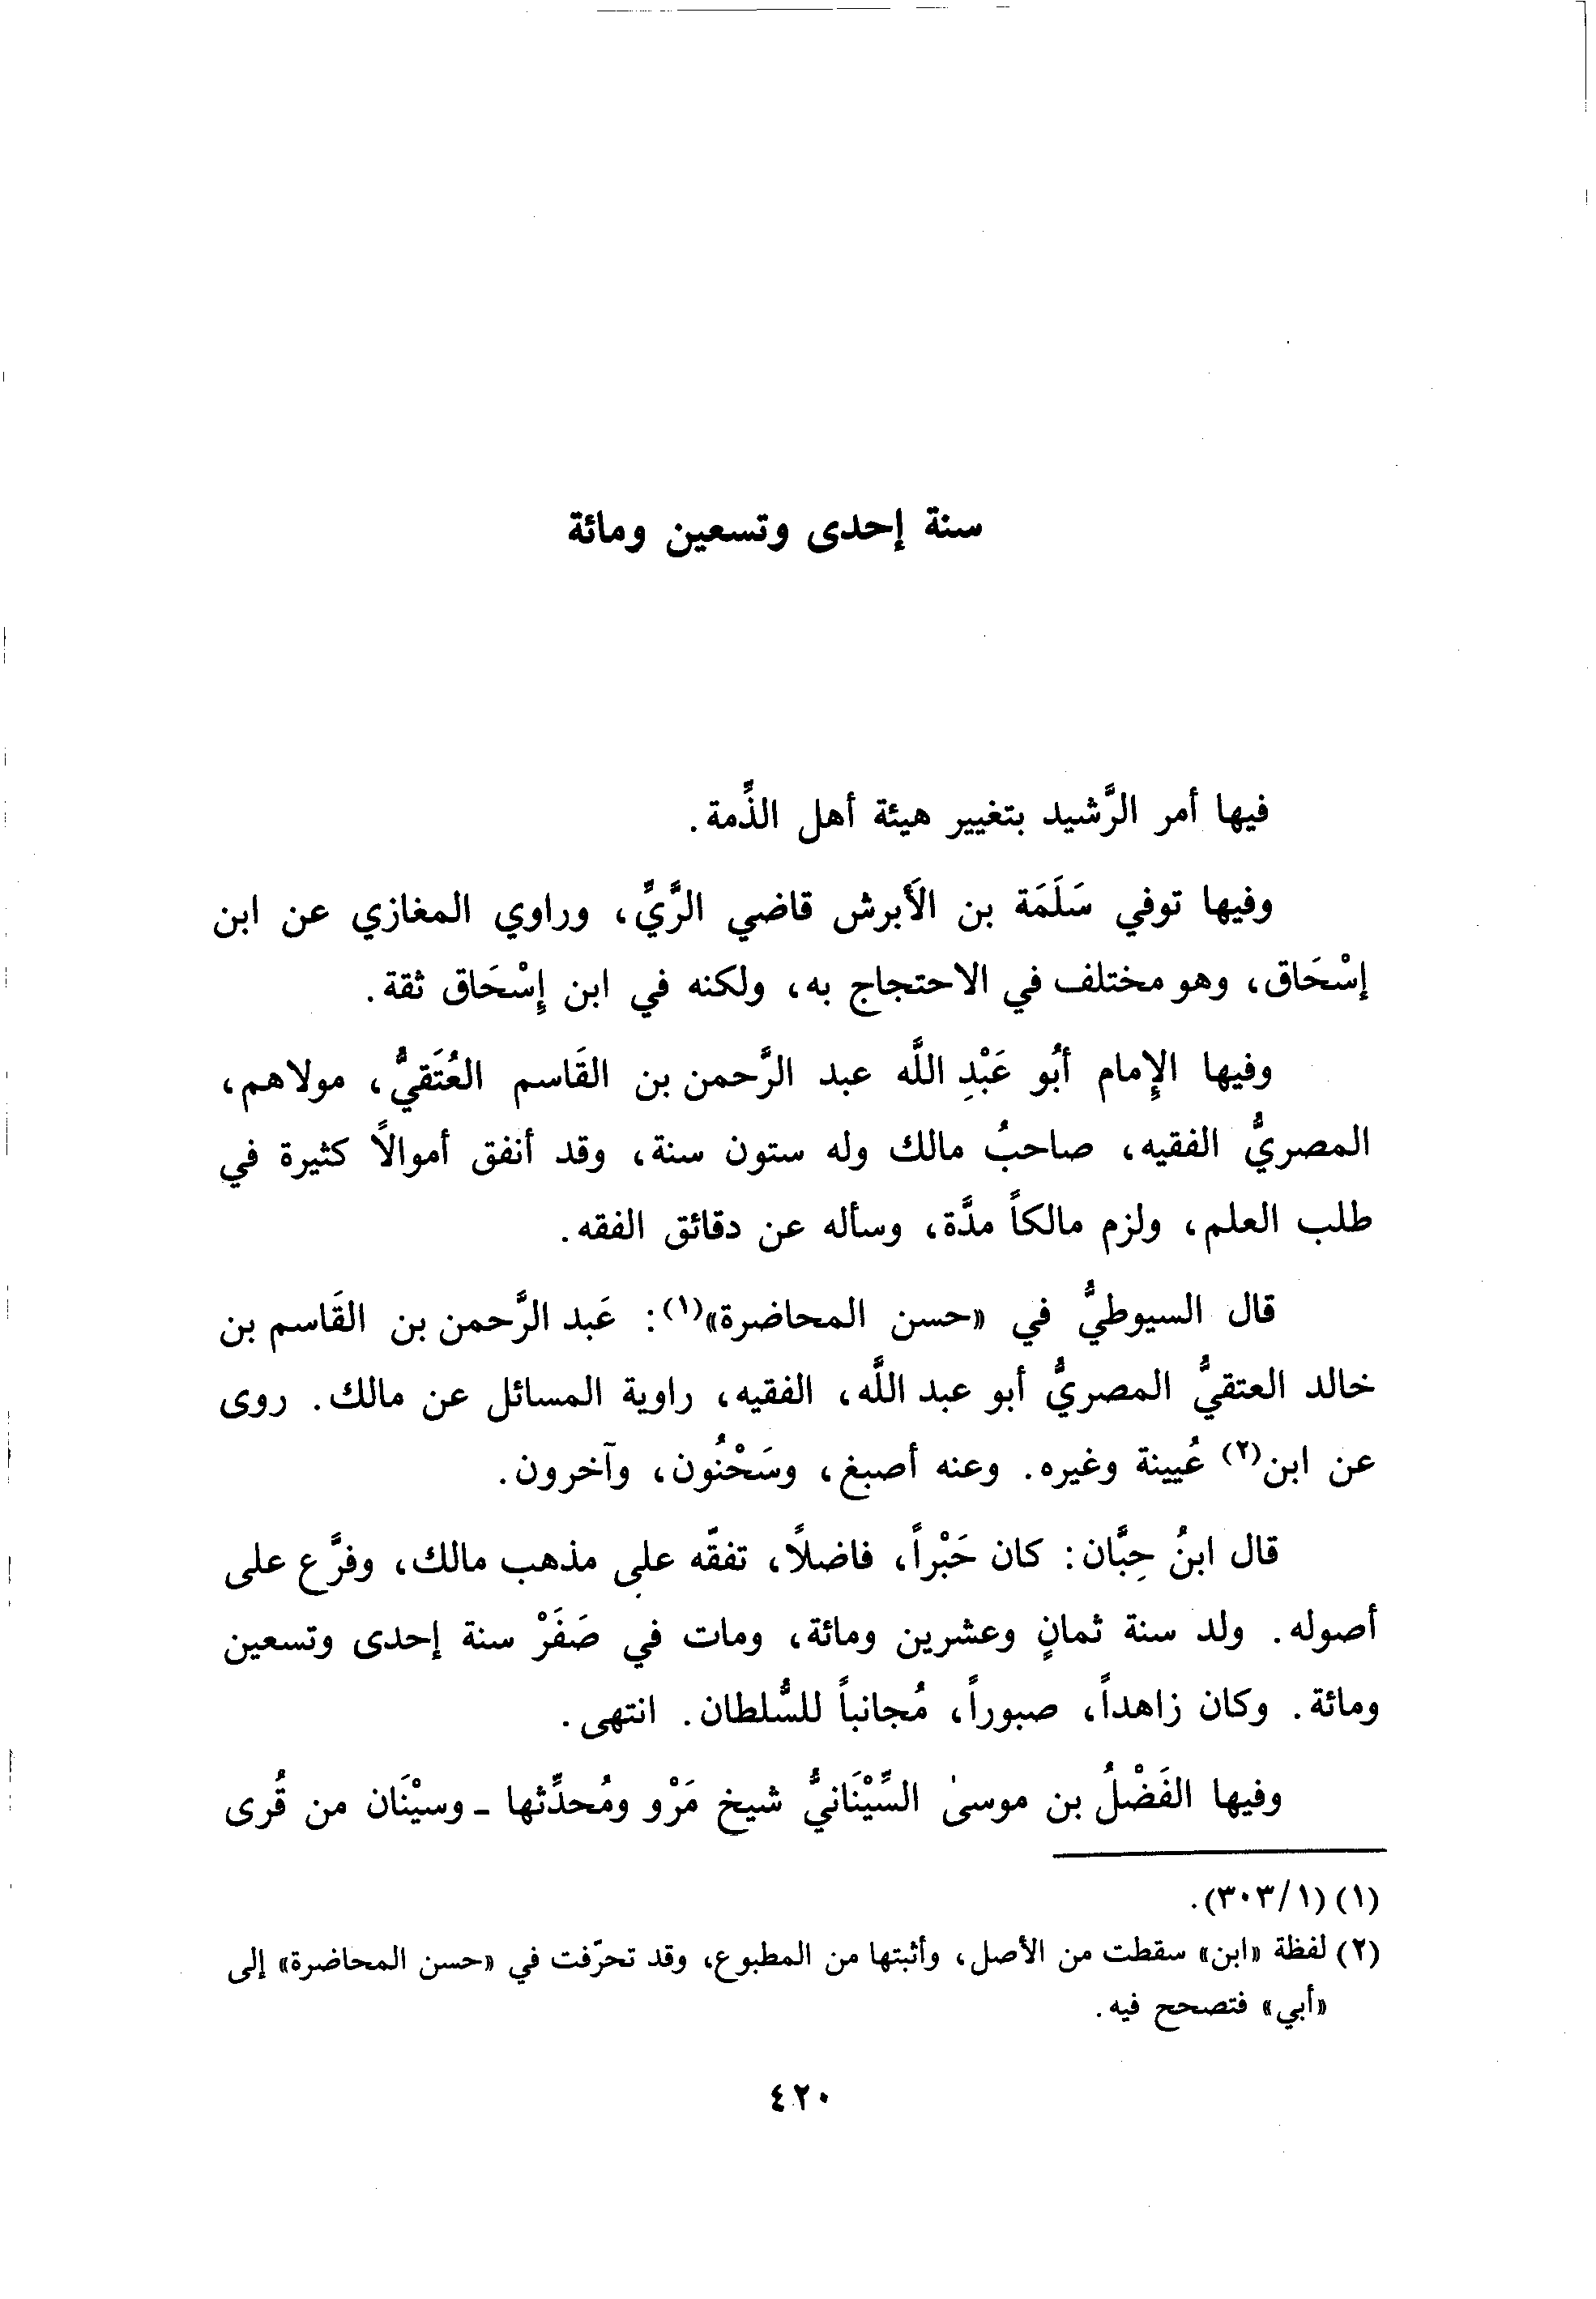 سنة إحدى وتسعين ومائة
فيها أمر الرَّشيد بتغيير هيئة أهل الذِّمة.
وفيها توفي سَلَمَة بن الأَبرش قاضي الرَّيِّ، وراوي المغازي عن ابن
إسْحَاق، وهو مختلف في الاحتجاج به، ولكنه في ابن إِسْحَاق ثقة.
وفيها الإِمام أبُو عَبْدِ اللَّه عبد الرَّحمن بن القَاسم العُتَقيُّ، مولاهم،
المصريُّ الفقيه، صاحبُ مالك وله ستون سنة، وقد أنفق أموالاً كثيرة في
طلب العلم، ولزم مالكاً مدَّة، وسأله عن دقائق الفقه.
قال السيوطيُّ في «حسن المحاضرة»(١): عَبد الرَّحمن بن القَاسم بن
خالد العتقيُّ المصريُّ أبو عبد اللَّه، الفقيه، راوية المسائل عن مالك. روى
عن ابن(٢) عُيينة وغيره. وعنه أصبغ، وسَحْنُون، وآخرون.
قال ابنُ حِبَّان: كان حَبْراً، فاضلاً، تفقّه على مذهب مالك، وفرَّع على
أصوله. ولد سنة ثمانٍ وعشرين ومائة، ومات في صَفَرْ سنة إحدى وتسعين
ومائة. وكان زاهداً، صبوراً، مُجانباً للسُّلطان. انتهى.
وفيها الفَضْلُ بن موسىٰ السِّيْنَانيُّ شيخ مَرْو ومُحدِّثها ـ وسيْنَان من قُرى
(١) (١/٣٠٣).
(٢) لفظة «ابن» سقطت من الأصل، وأثبتها من المطبوع، وقد تحرّفت في «حسن المحاضرة» إلى
«أبي» فتصحح فيه.
٤٢٠